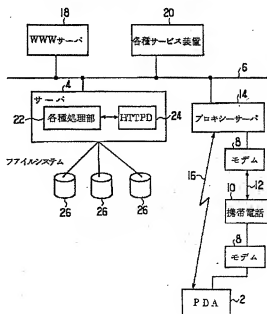 18
WWWサーバ
20
各種サービス装置
6
4
サーバ
22
各種処理部
HTTPD
24
14
プロキシーサーバ
8
モデム
ファイルシステム
16
12
10
携帯電話
26
26
26
8
モデム
PDA
2